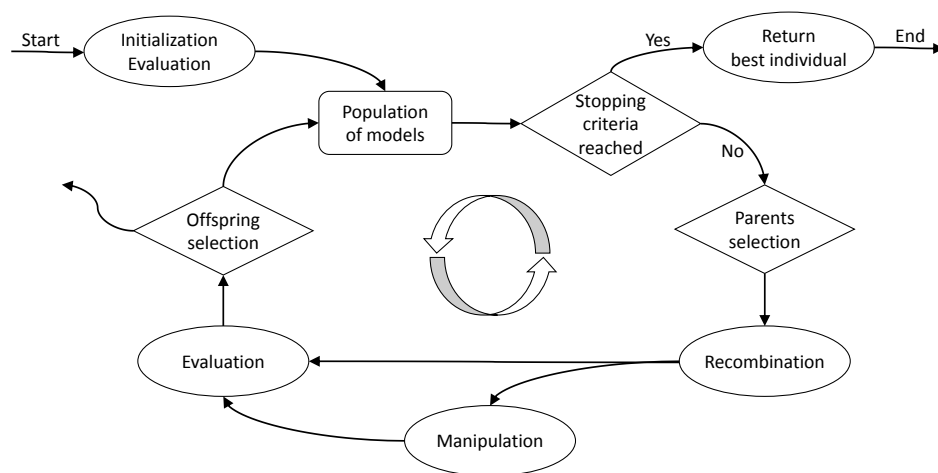 Start
Initialization
Evaluation
Population
of models
Stopping
criteria
reached
Yes
Return
best individual
End
No
Parents
selection
Offspring
selection
Evaluation
Recombination
Manipulation